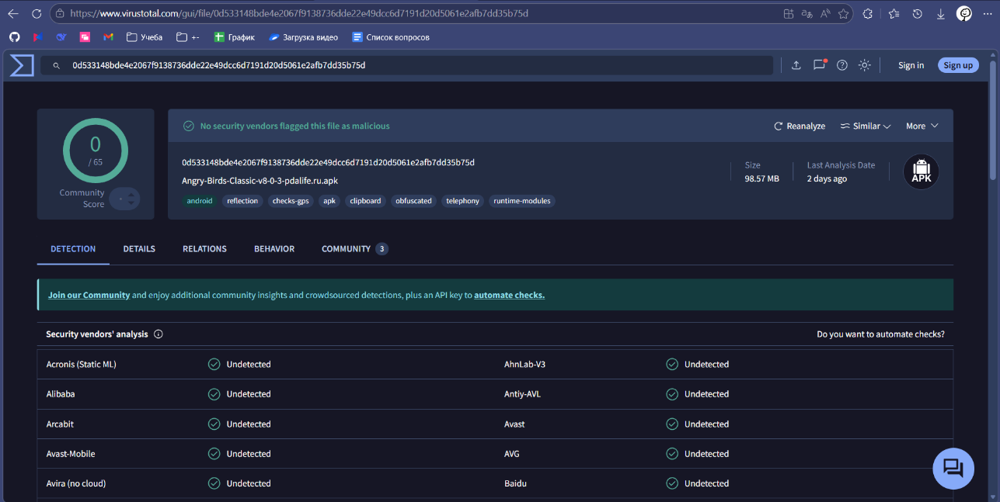 https://www.virustotal.com/gui/file/0d533148bde4e2067f9138736dde22e49dcc6d7191d20d5061e2afb7dd35b75d
Учеба +- График Загрузка видео Список вопросов
0d533148bde4e2067f9138736dde22e49dcc6d7191d20d5061e2afb7dd35b75d Sign in Sign up
0
/ 65
Community
Score
No security vendors flagged this file as malicious Reanalyze Similar More
0d533148bde4e2067f9138736dde22e49dcc6d7191d20d5061e2afb7dd35b75d
Angry-Birds-Classic-v8-0-3-pdalife.ru.apk
android reflection checks-gps apk clipboard obfuscated telephony runtime-modules
Size
98.57 MB
Last Analysis Date
2 days ago
APK
DETECTION DETAILS RELATIONS BEHAVIOR COMMUNITY 3
Join our Community and enjoy additional community insights and crowdsourced detections, plus an API key to automate checks.
Security vendors' analysis Do you want to automate checks?
Acronis (Static ML) Undetected AhnLab-V3 Undetected
Alibaba Undetected Antiy-AVL Undetected
Arcabit Undetected Avast Undetected
Avast-Mobile Undetected AVG Undetected
Avira (no cloud) Undetected Baidu Undetected